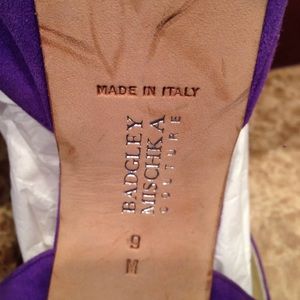 MADE IN ITALY
BADGLEY
MISCHKA
COUTURE
9
M